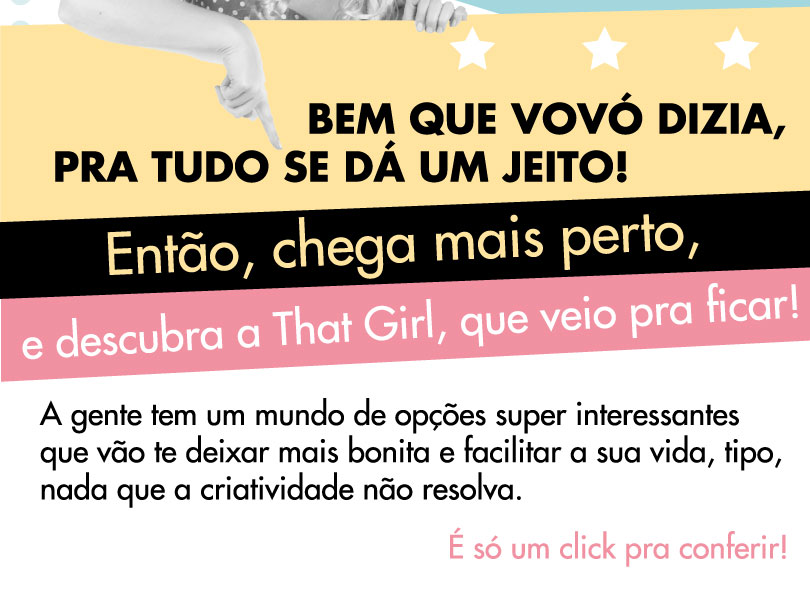 BEM QUE VOVÓ DIZIA,
PRA TUDO SE DÁ UM JEITO!
Então, chega mais perto,
e descubra a That Girl, que veio pra ficar!
A gente tem um mundo de opções super interessantes
que vão te deixar mais bonita e facilitar a sua vida, tipo,
nada que a criatividade não resolva.
É só um click pra conferir!